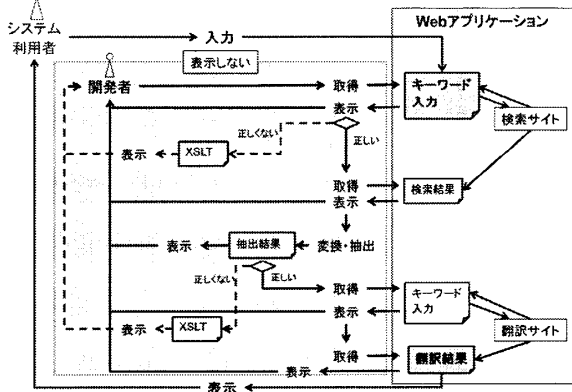 システム
利用者
入力
Webアプリケーション
表示しない
開発者
取得
キーワード
入力
表示
検索サイト
正しくない
正しい
表示
XSLT
取得
検索結果
表示
表示
抽出結果
変換・抽出
正しくない
正しい
取得
キーワード
入力
表示
翻訳サイト
表示
XSLT
取得
翻訳結果
表示
表示